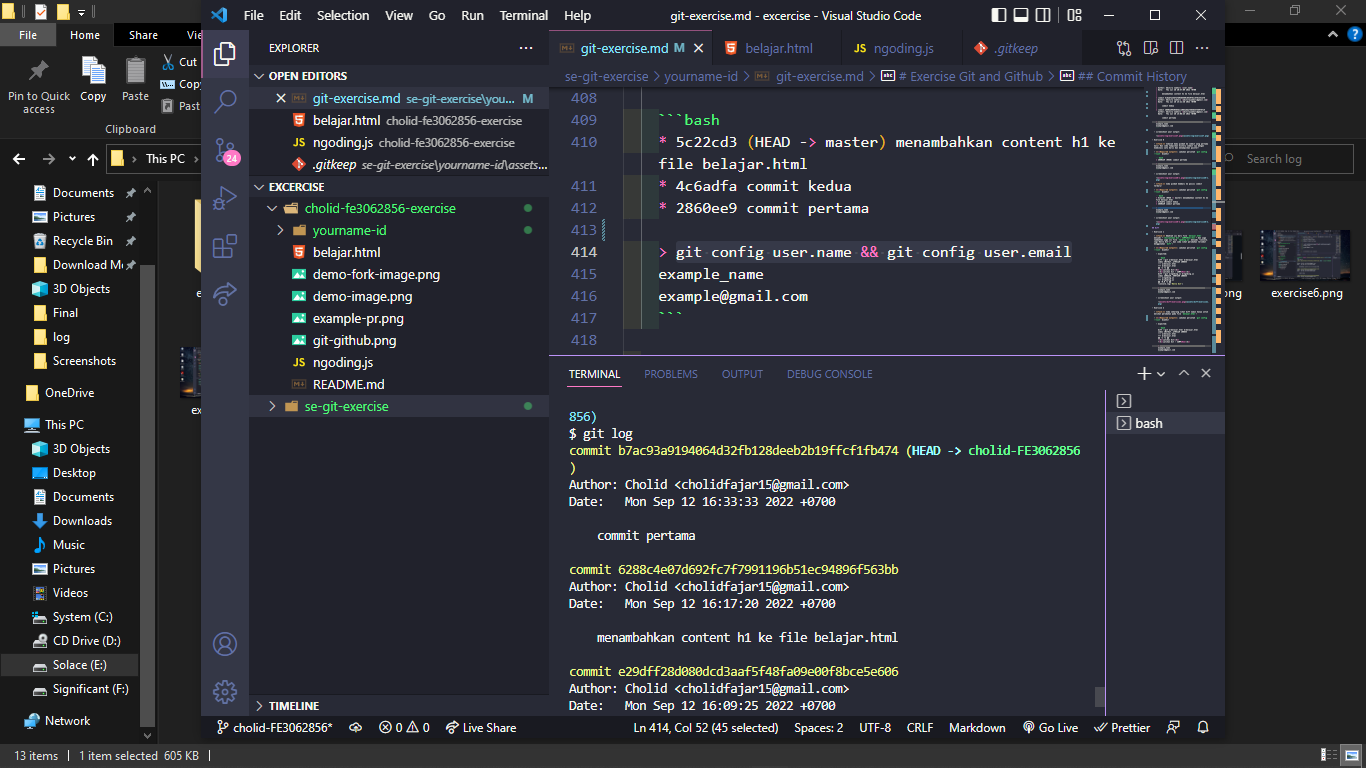 File Edit Selection View Go Run Terminal Help git-exercise.md - excercise - Visual Studio Code
File Home Share
Pin to Quick access
Copy
Paste
Cut
Clipboard
This PC
Search log
Documents
Pictures
Recycle Bin
3D Objects
Final
log
Screenshots
OneDrive
This PC
3D Objects
Desktop
Documents
Downloads
Music
Pictures
Videos
System (C:)
CD Drive (D:)
Solace (E:)
Significant (F:)
Network
13 items 1 item selected 605 KB
24
EXPLORER
OPEN EDITORS
git-exercise.md se-git-exercise\you... M
belajar.html cholid-fe3062856-exercise
ngoding.js cholid-fe3062856-exercise
.gitkeep se-git-exercise\yourname-id\assets...
EXCERCISE
cholid-fe3062856-exercise
yourname-id
belajar.html
demo-fork-image.png
demo-image.png
example-pr.png
git-github.png
JS ngoding.js
README.md
se-git-exercise
TIMELINE
git-exercise.md M belajar.html JS ngoding.js .gitkeep
se-git-exercise > yourname-id > git-exercise.md > # Exercise Git and Github > ## Commit History
408
409 ```bash
410 * 5c22cd3 (HEAD -> master) menambahkan content h1 ke
file belajar.html
411 * 4c6adfa commit kedua
412 * 2860ee9 commit pertama
413
414 > git config user.name && git config user.email
415 example_name
416 example@gmail.com
417 ```
418
TERMINAL PROBLEMS OUTPUT DEBUG CONSOLE
bash
856)
$ git log
commit b7ac93a9194064d32fb128deeb2b19ffcf1fb474 (HEAD -> cholid-FE3062856
)
Author: Cholid <cholidfajar15@gmail.com>
Date: Mon Sep 12 16:33:33 2022 +0700
commit pertama
commit 6288c4e07d692fc7f7991196b51ec94896f563bb
Author: Cholid <cholidfajar15@gmail.com>
Date: Mon Sep 12 16:17:20 2022 +0700
menambahkan content h1 ke file belajar.html
commit e29dff28d080dcd3aaf5f48fa09e00f8bce5e606
Author: Cholid <cholidfajar15@gmail.com>
Date: Mon Sep 12 16:09:25 2022 +0700
cholid-FE3062856* 0 0 Live Share Ln 414, Col 52 (45 selected) Spaces: 2 UTF-8 CRLF Markdown Go Live Prettier
exercise6.png